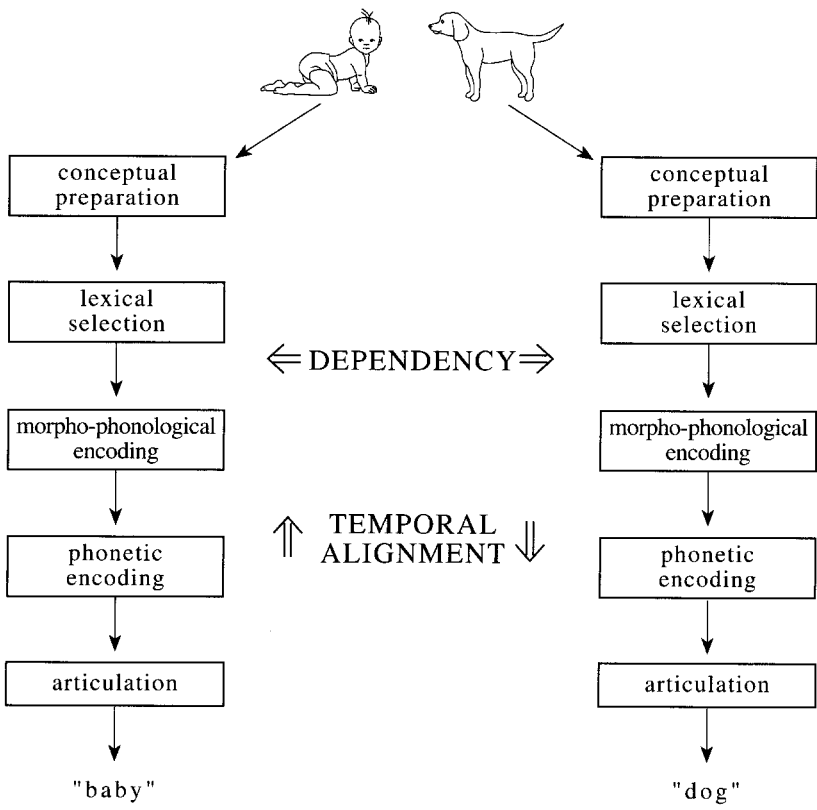 conceptual
preparation
lexical
selection
morpho-phonological
encoding
phonetic
encoding
articulation
"baby"
⇐ DEPENDENCY ⇒
⇑ TEMPORAL ⇓
ALIGNMENT
conceptual
preparation
lexical
selection
morpho-phonological
encoding
phonetic
encoding
articulation
"dog"